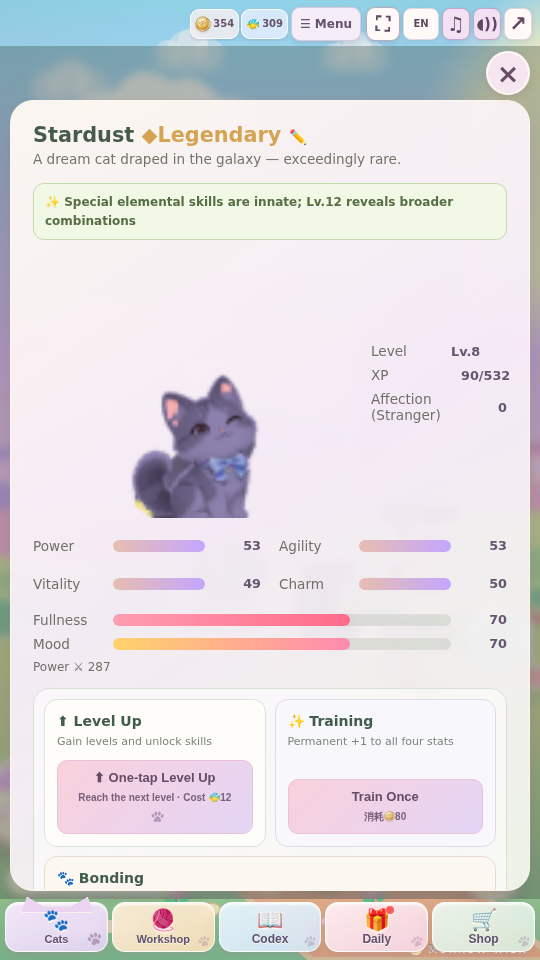 354 309 ☰ Menu EN
Stardust ◆Legendary
A dream cat draped in the galaxy — exceedingly rare.
✨ Special elemental skills are innate; Lv.12 reveals broader
combinations
Level Lv.8
XP 90/532
Affection
(Stranger) 0
Power 53 Agility 53
Vitality 49 Charm 50
Fullness 70
Mood 70
Power ⚔ 287
⬆ Level Up
Gain levels and unlock skills
⬆ One-tap Level Up
Reach the next level · Cost 12
✨ Training
Permanent +1 to all four stats
Train Once
消耗80
🐾 Bonding
Cats Workshop Codex Daily Shop